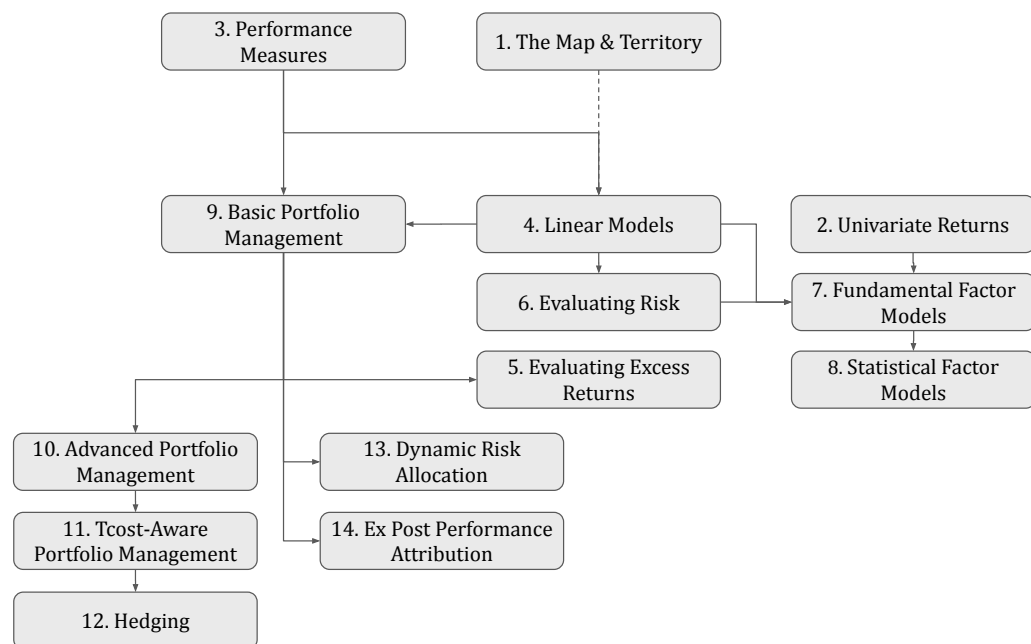 3. Performance
Measures
1. The Map & Territory
9. Basic Portfolio
Management
4. Linear Models
2. Univariate Returns
6. Evaluating Risk
7. Fundamental Factor
Models
5. Evaluating Excess
Returns
8. Statistical Factor
Models
10. Advanced Portfolio
Management
13. Dynamic Risk
Allocation
11. Tcost-Aware
Portfolio Management
14. Ex Post Performance
Attribution
12. Hedging